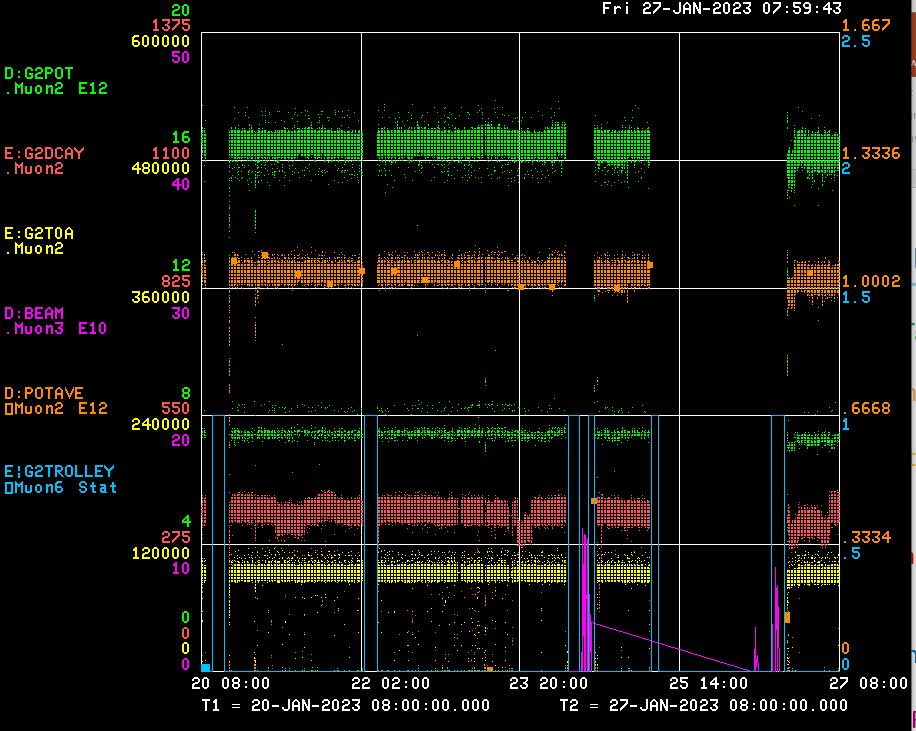 Fri 27-JAN-2023 07:59:43
20
1375
600000
50
1.667
2.5
D:G2POT
.Muon2 E12
16
1100
480000
40
1.3336
2
E:G2DCAY
.Muon2
E:G2TOA
.Muon2
12
825
360000
30
1.0002
1.5
D:BEAM
.Muon3 E10
8
550
240000
20
.6668
1
D:POTAVE
▯Muon2 E12
E¦G2TROLLEY
▯Muon6 Stat
4
275
120000
10
.3334
.5
0
0
0
0
0
0
20 08:00 22 02:00 23 20:00 25 14:00 27 08:00
T1 = 20-JAN-2023 08:00:00.000 T2 = 27-JAN-2023 08:00:00.000